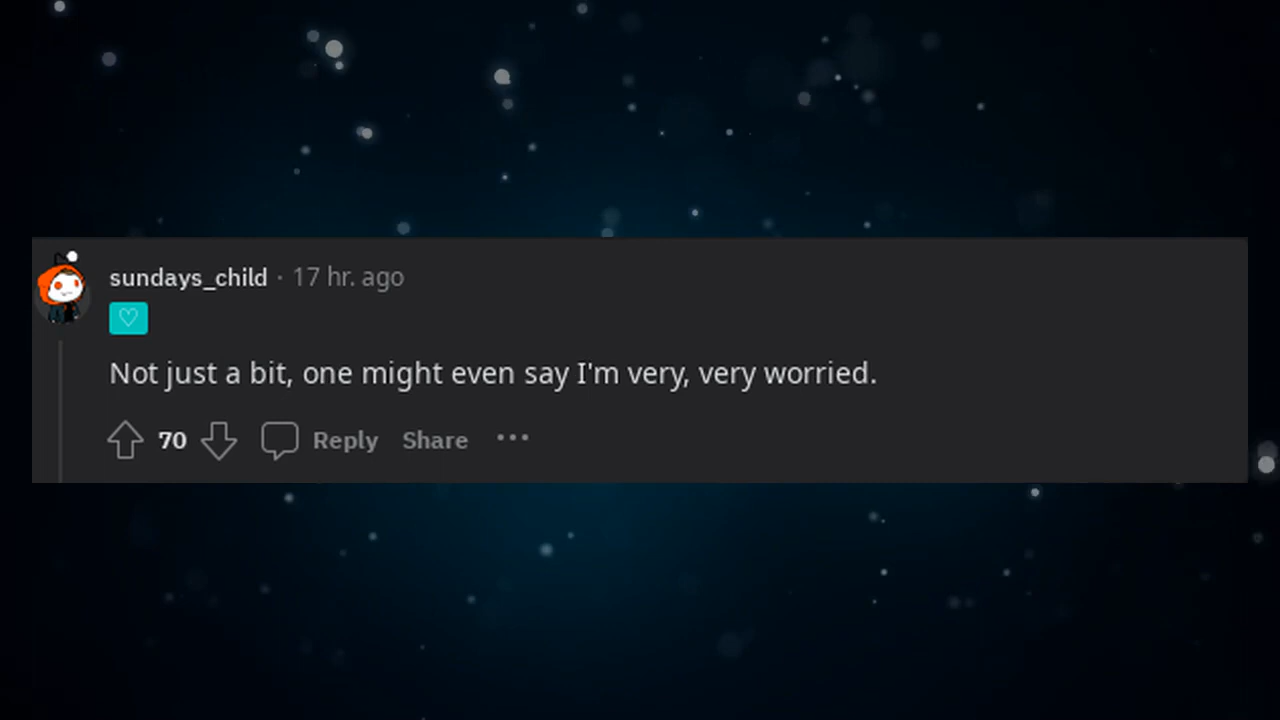 sundays_child · 17 hr. ago
♡
Not just a bit, one might even say I'm very, very worried.
70 Reply Share •••